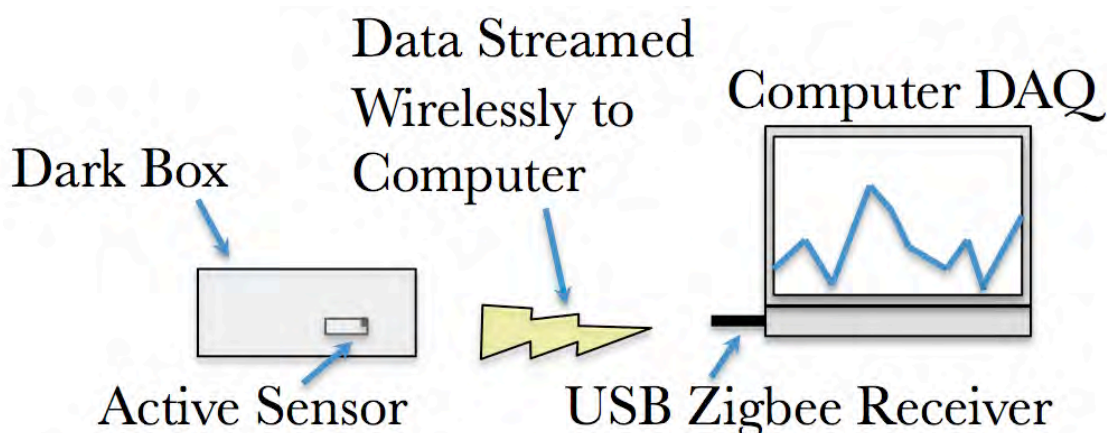 Data Streamed
Wirelessly to
Computer
Computer DAQ
Dark Box
Active Sensor
USB Zigbee Receiver